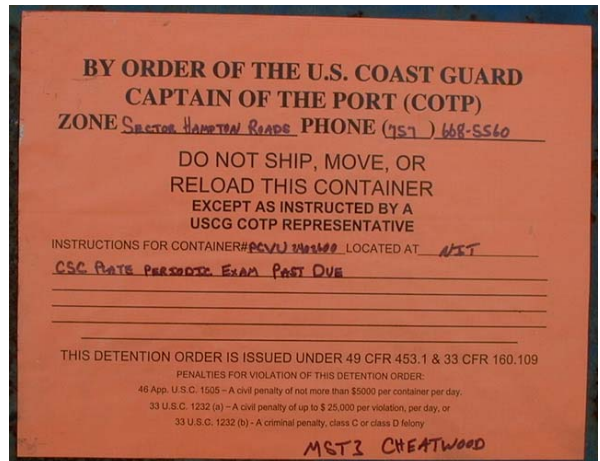 BY ORDER OF THE U.S. COAST GUARD
CAPTAIN OF THE PORT (COTP)
ZONE SECTOR HAMPTON ROADS PHONE (757) 668-5560
DO NOT SHIP, MOVE, OR
RELOAD THIS CONTAINER
EXCEPT AS INSTRUCTED BY A
USCG COTP REPRESENTATIVE
INSTRUCTIONS FOR CONTAINER# LOCATED AT NIT
CSC PLATE PERIODIC EXAM PAST DUE
THIS DETENTION ORDER IS ISSUED UNDER 49 CFR 453.1 & 33 CFR 160.109
PENALTIES FOR VIOLATION OF THIS DETENTION ORDER:
46 App. U.S.C. 1505 – A civil penalty of not more than $5000 per container per day.
33 U.S.C. 1232 (a) – A civil penalty of up to $ 25,000 per violation, per day, or
33 U.S.C. 1232 (b) - A criminal penalty, class C or class D felony
MST3 CHEATWOOD